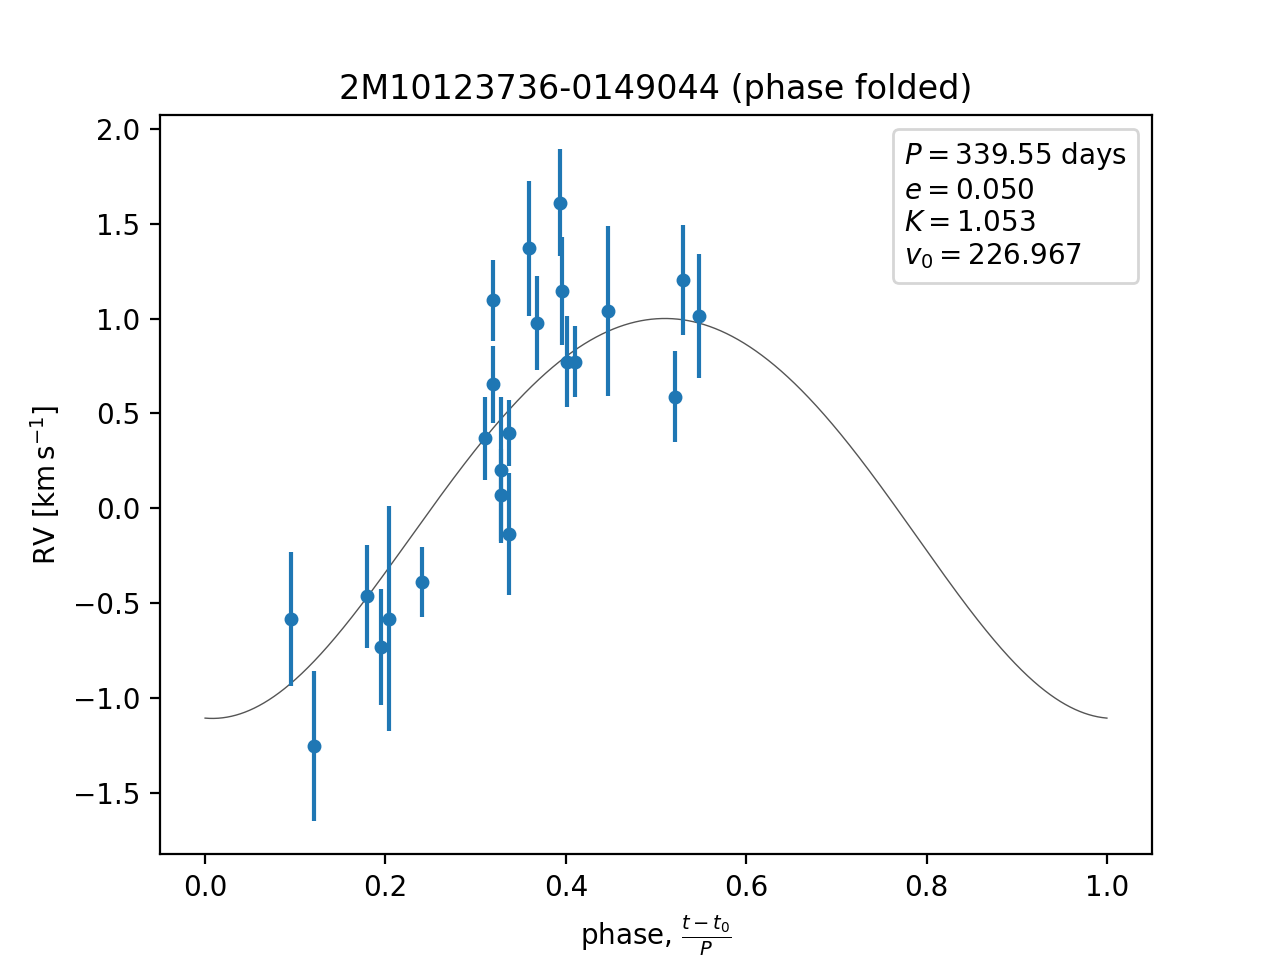 2M10123736-0149044 (phase folded)
P = 339.55 days
e = 0.050
K = 1.053
v₀ = 226.967
RV [km s⁻¹]
2.0
1.5
1.0
0.5
0.0
−0.5
−1.0
−1.5
0.0 0.2 0.4 0.6 0.8 1.0
phase, (t − t₀)/P